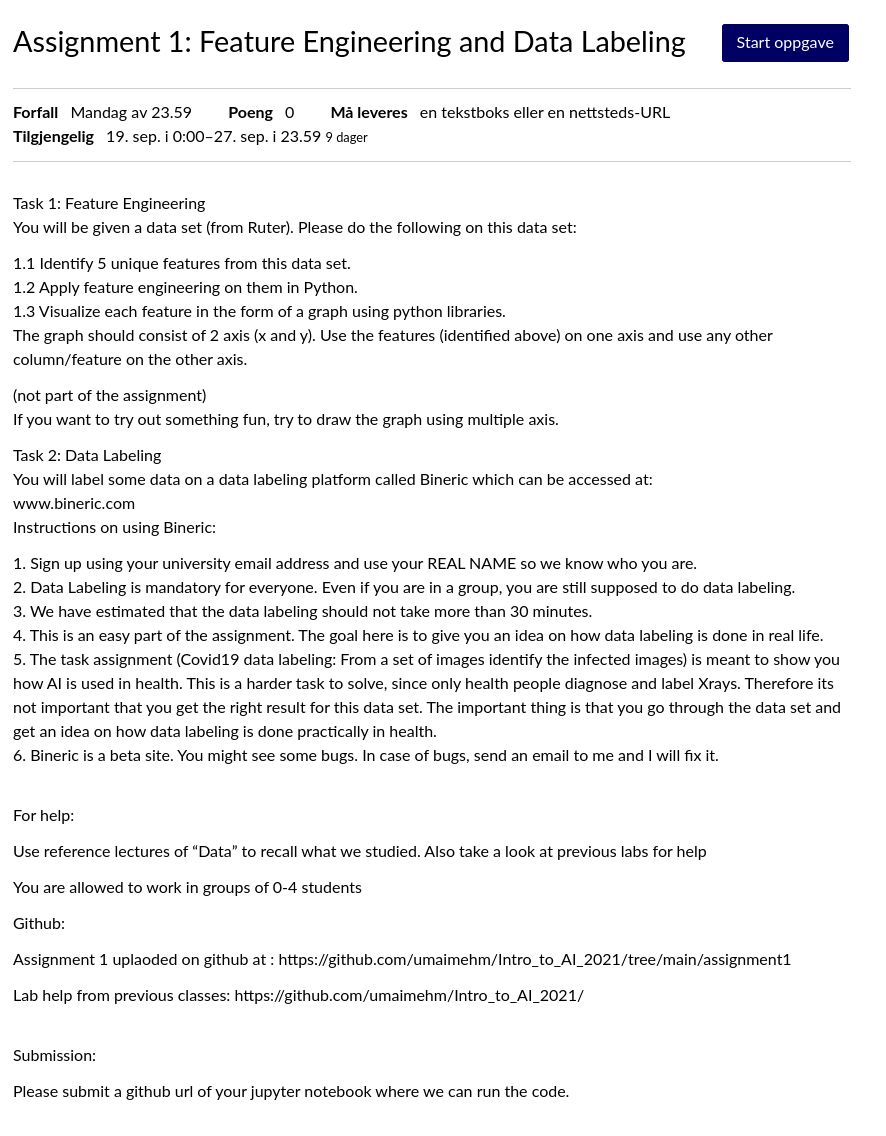 Assignment 1: Feature Engineering and Data Labeling
Start oppgave
Forfall Mandag av 23.59 Poeng 0 Må leveres en tekstboks eller en nettsteds-URL
Tilgjengelig 19. sep. i 0:00–27. sep. i 23.59 9 dager
Task 1: Feature Engineering
You will be given a data set (from Ruter). Please do the following on this data set:
1.1 Identify 5 unique features from this data set.
1.2 Apply feature engineering on them in Python.
1.3 Visualize each feature in the form of a graph using python libraries.
The graph should consist of 2 axis (x and y). Use the features (identified above) on one axis and use any other
column/feature on the other axis.
(not part of the assignment)
If you want to try out something fun, try to draw the graph using multiple axis.
Task 2: Data Labeling
You will label some data on a data labeling platform called Bineric which can be accessed at:
www.bineric.com
Instructions on using Bineric:
1. Sign up using your university email address and use your REAL NAME so we know who you are.
2. Data Labeling is mandatory for everyone. Even if you are in a group, you are still supposed to do data labeling.
3. We have estimated that the data labeling should not take more than 30 minutes.
4. This is an easy part of the assignment. The goal here is to give you an idea on how data labeling is done in real life.
5. The task assignment (Covid19 data labeling: From a set of images identify the infected images) is meant to show you
how AI is used in health. This is a harder task to solve, since only health people diagnose and label Xrays. Therefore its
not important that you get the right result for this data set. The important thing is that you go through the data set and
get an idea on how data labeling is done practically in health.
6. Bineric is a beta site. You might see some bugs. In case of bugs, send an email to me and I will fix it.
For help:
Use reference lectures of “Data” to recall what we studied. Also take a look at previous labs for help
You are allowed to work in groups of 0-4 students
Github:
Assignment 1 uplaoded on github at : https://github.com/umaimehm/Intro_to_AI_2021/tree/main/assignment1
Lab help from previous classes: https://github.com/umaimehm/Intro_to_AI_2021/
Submission:
Please submit a github url of your jupyter notebook where we can run the code.